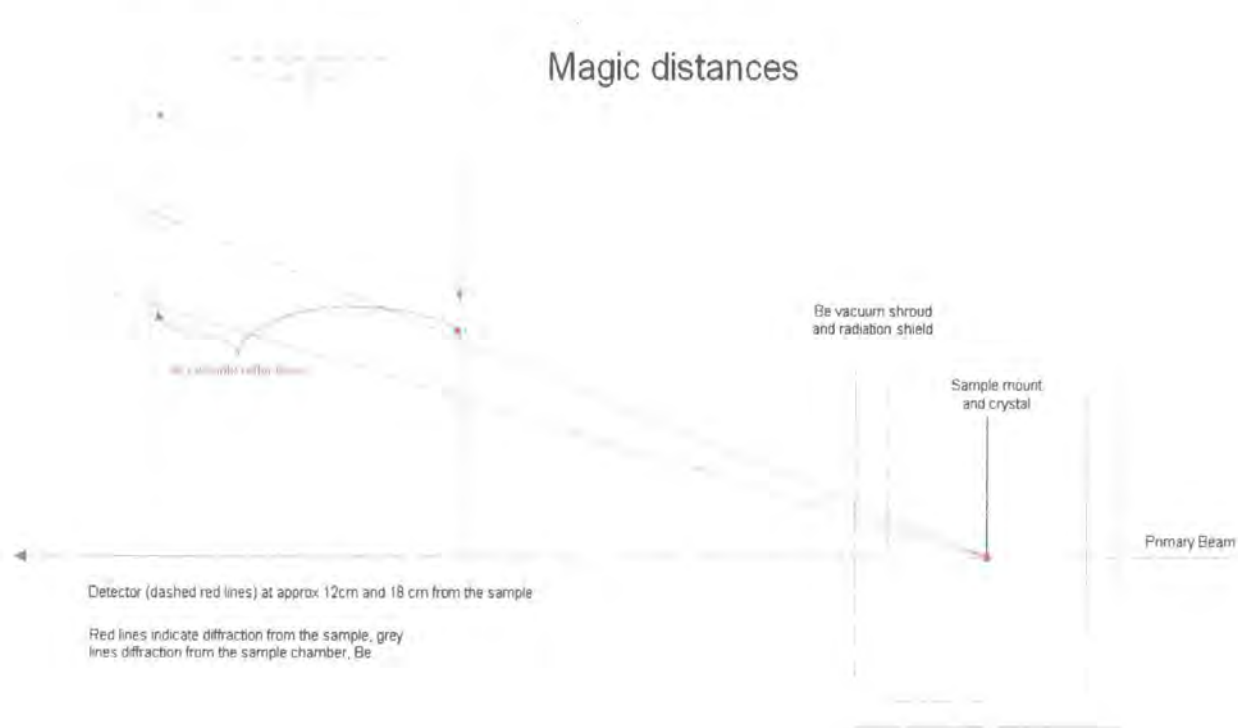 Magic distances
Be vacuum shroud
and radiation shield
Sample mount
and crystal
Primary Beam
Detector (dashed red lines) at approx 12cm and 18 cm from the sample
Red lines indicate diffraction from the sample, grey
lines diffraction from the sample chamber, Be